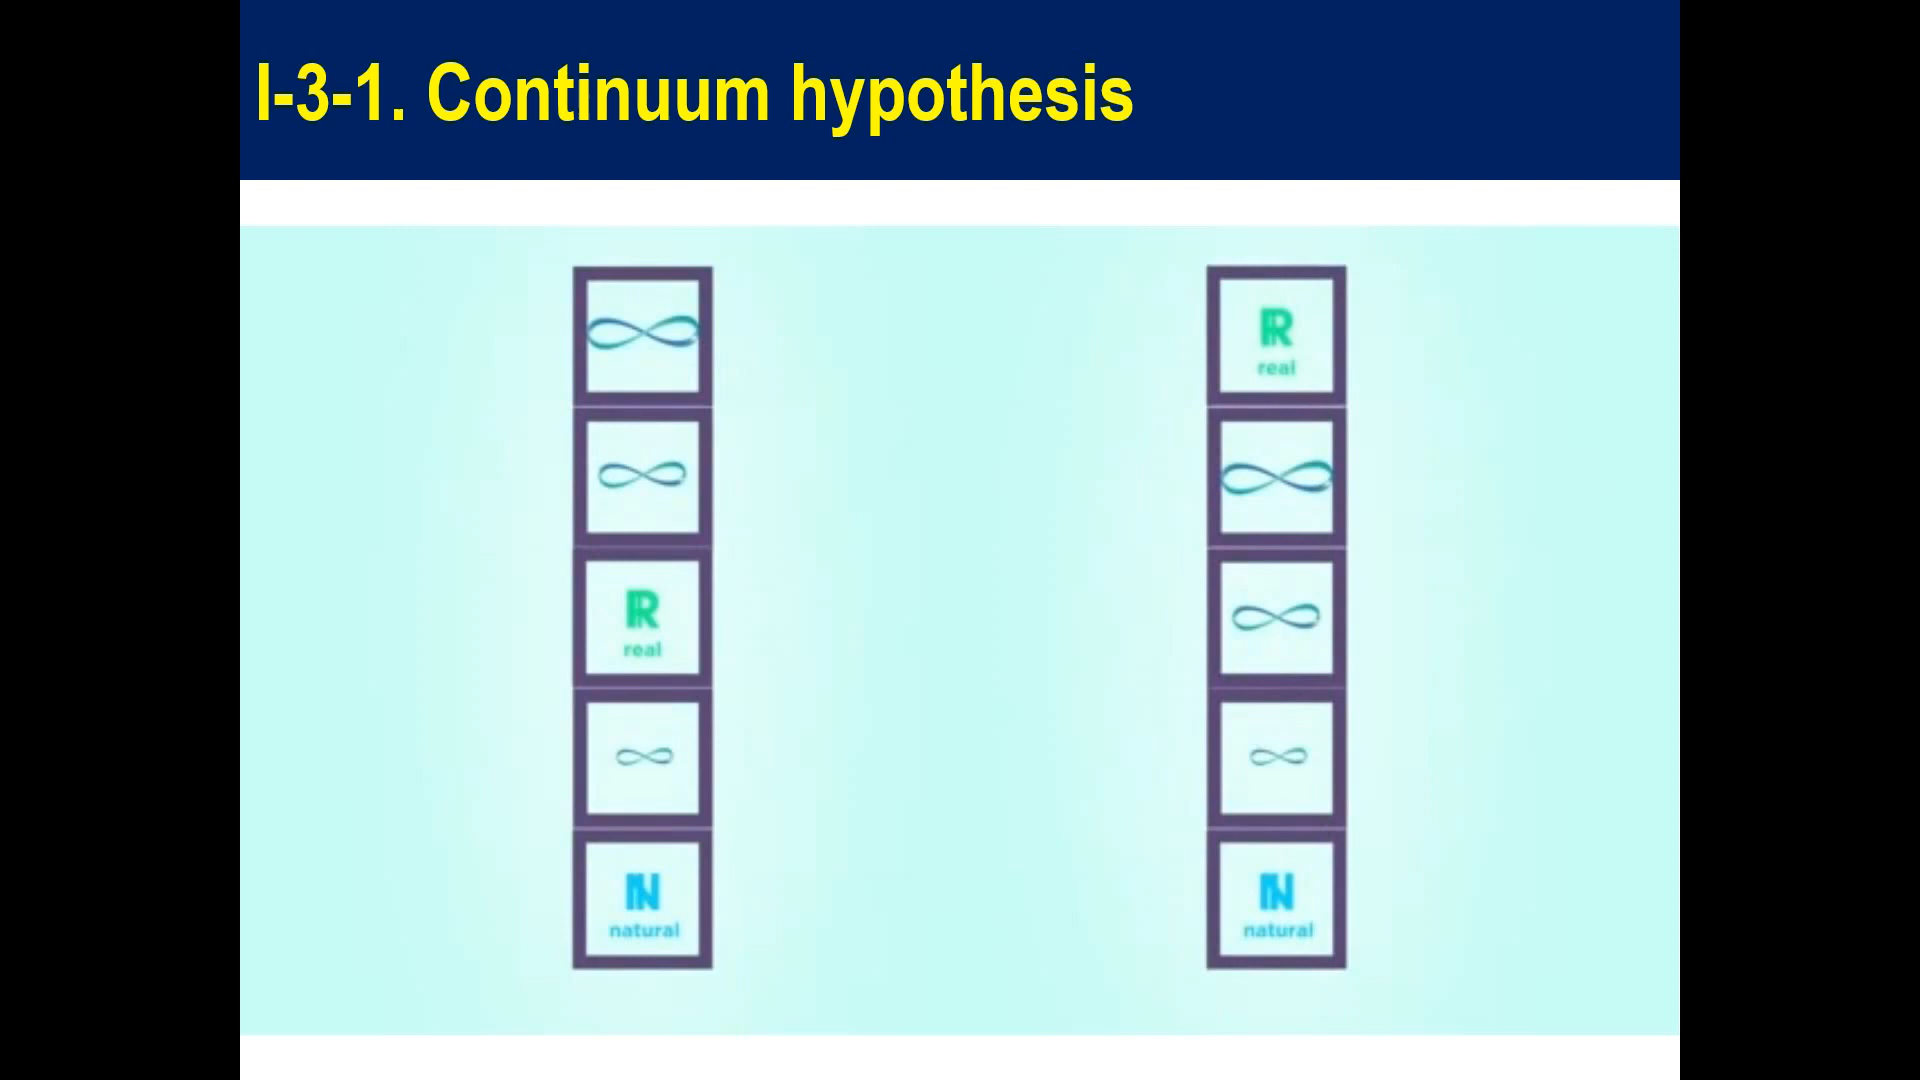 I-3-1. Continuum hypothesis
∞
ℝ
real
∞
∞
ℝ
real
∞
∞
∞
ℕ
natural
ℕ
natural